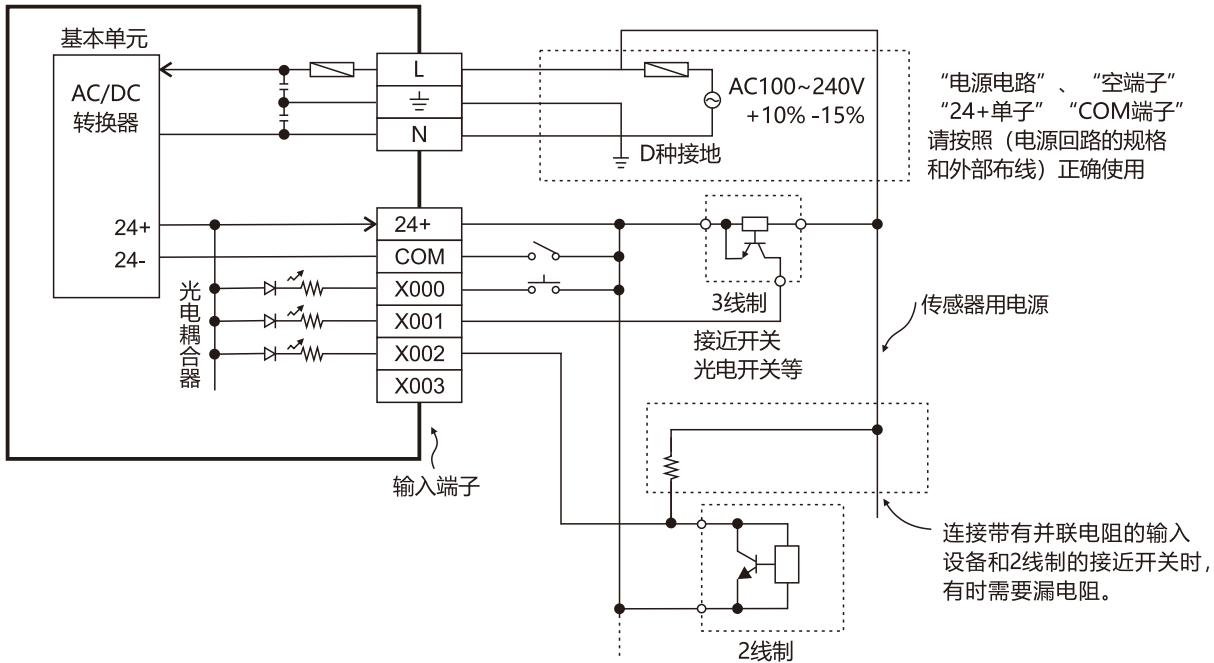 基本单元
AC/DC
转换器
24+
24-
光电耦合器
L
N
24+
COM
X000
X001
X002
X003
输入端子
AC100~240V
+10% -15%
D种接地
“电源电路”、“空端子”
“24+单子” “COM端子”
请按照（电源回路的规格
和外部布线）正确使用
3线制
接近开关
光电开关等
传感器用电源
连接带有并联电阻的输入
设备和2线制的接近开关时,
有时需要漏电阻。
2线制